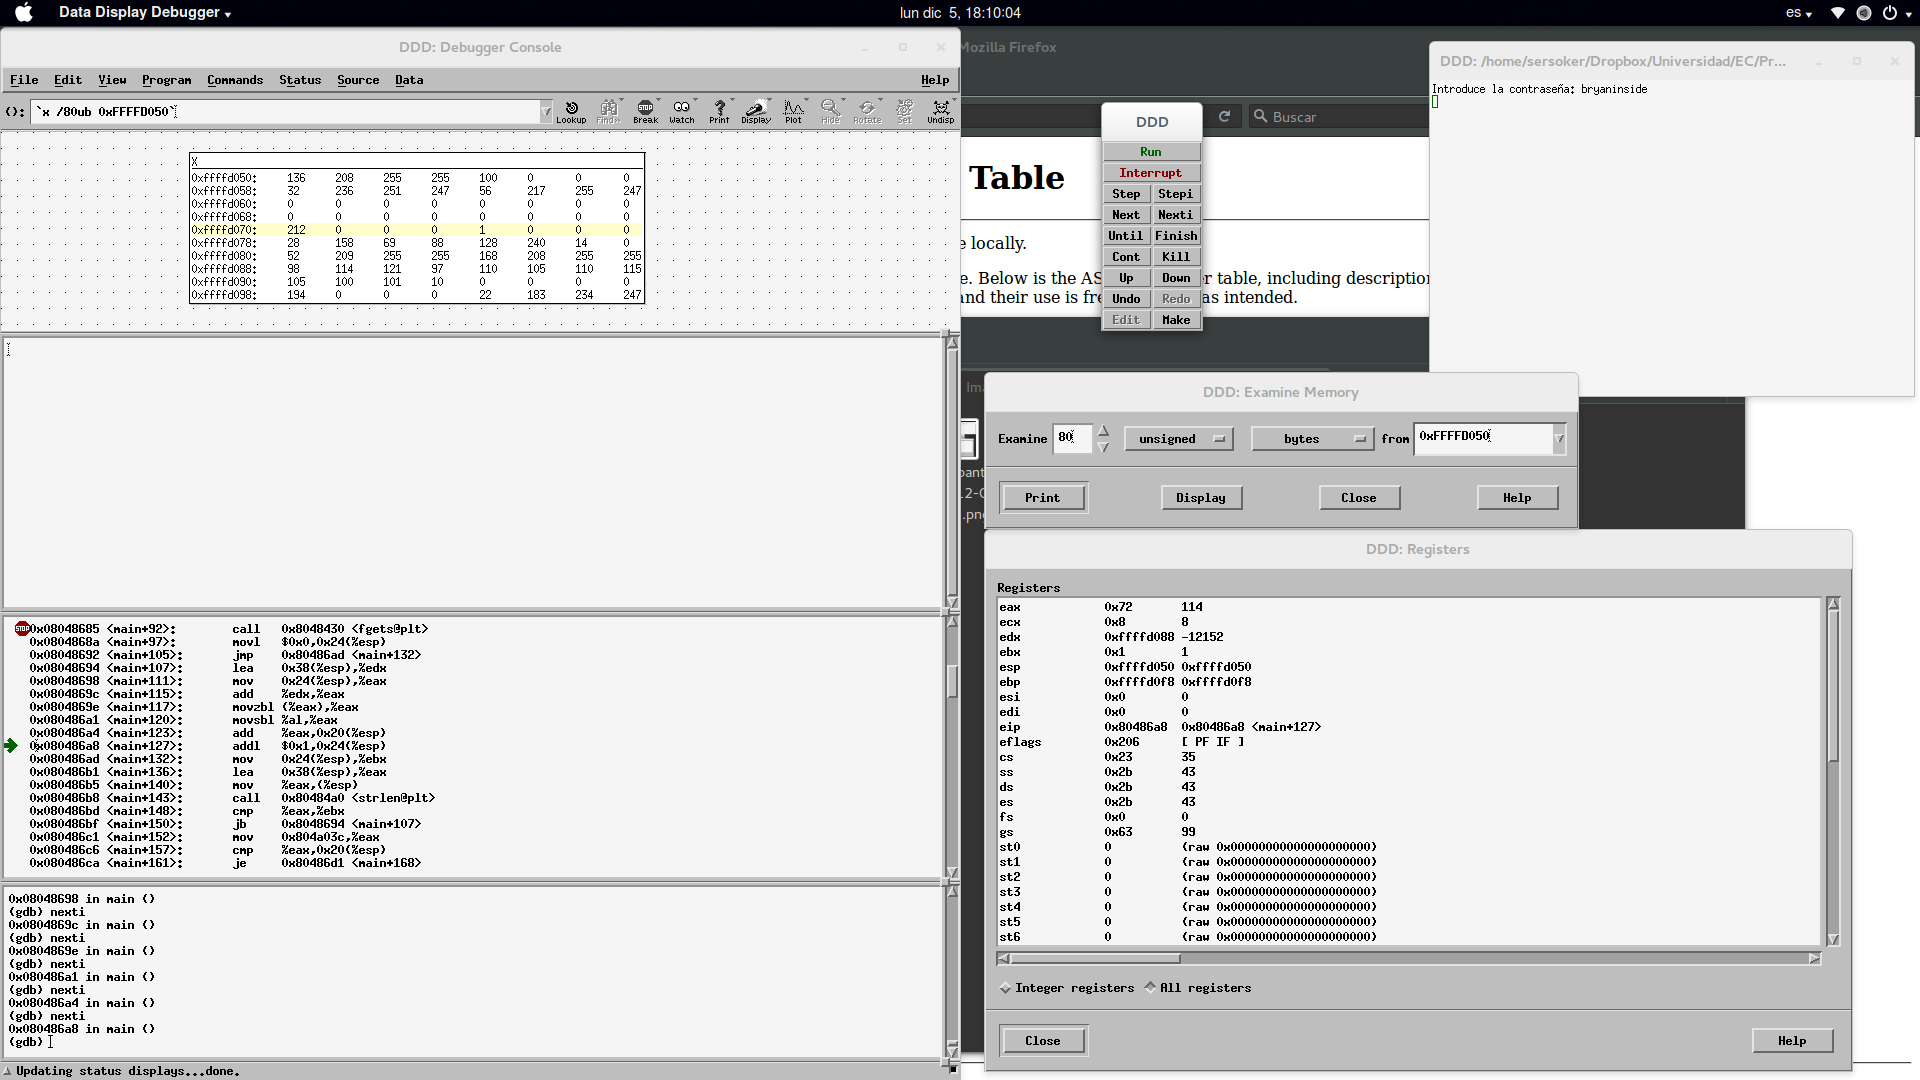 Data Display Debugger
lun dic  5, 18:10:04
es
DDD: Debugger Console
File Edit View Program Commands Status Source Data Help
(): `x /80ub 0xFFFFD050`
Lookup Find» Break Watch Print Display Plot Hide Rotate Set Undisp
X
0xffffd050: 136 208 255 255 100 0 0 0
0xffffd058: 32 236 251 247 56 217 255 247
0xffffd060: 0 0 0 0 0 0 0 0
0xffffd068: 0 0 0 0 0 0 0 0
0xffffd070: 212 0 0 0 1 0 0 0
0xffffd078: 28 158 69 88 128 240 14 0
0xffffd080: 52 209 255 255 168 208 255 255
0xffffd088: 98 114 121 97 110 105 110 115
0xffffd090: 105 100 101 10 0 0 0 0
0xffffd098: 194 0 0 0 22 183 234 247
STOP 0x08048685 <main+92>: call 0x8048430 <fgets@plt>
0x0804868a <main+97>: movl $0x0,0x24(%esp)
0x08048692 <main+105>: jmp 0x80486ad <main+132>
0x08048694 <main+107>: lea 0x38(%esp),%edx
0x08048698 <main+111>: mov 0x24(%esp),%eax
0x0804869c <main+115>: add %edx,%eax
0x0804869e <main+117>: movzbl (%eax),%eax
0x080486a1 <main+120>: movsbl %al,%eax
0x080486a4 <main+123>: add %eax,0x20(%esp)
0x080486a8 <main+127>: addl $0x1,0x24(%esp)
0x080486ad <main+132>: mov 0x24(%esp),%ebx
0x080486b1 <main+136>: lea 0x38(%esp),%eax
0x080486b5 <main+140>: mov %eax,(%esp)
0x080486b8 <main+143>: call 0x80484a0 <strlen@plt>
0x080486bd <main+148>: cmp %eax,%ebx
0x080486bf <main+150>: jb 0x8048694 <main+107>
0x080486c1 <main+152>: mov 0x804a03c,%eax
0x080486c6 <main+157>: cmp %eax,0x20(%esp)
0x080486ca <main+161>: je 0x80486d1 <main+168>
0x08048698 in main ()
(gdb) nexti
0x0804869c in main ()
(gdb) nexti
0x0804869e in main ()
(gdb) nexti
0x080486a1 in main ()
(gdb) nexti
0x080486a4 in main ()
(gdb) nexti
0x080486a8 in main ()
(gdb)
Updating status displays...done.
Mozilla Firefox
Buscar
Table
e locally.
e. Below is the AS
r table, including description
and their use is fre
as intended.
DDD
Run
Interrupt
Step Stepi
Next Nexti
Until Finish
Cont Kill
Up Down
Undo Redo
Edit Make
DDD: /home/sersoker/Dropbox/Universidad/EC/Pr...
Introduce la contraseña: bryaninside
Ima
pant
12-0
.png
DDD: Examine Memory
Examine 80 unsigned bytes from 0xFFFFD050
Print Display Close Help
DDD: Registers
Registers
eax 0x72 114
ecx 0x8 8
edx 0xffffd088 -12152
ebx 0x1 1
esp 0xffffd050 0xffffd050
ebp 0xffffd0f8 0xffffd0f8
esi 0x0 0
edi 0x0 0
eip 0x80486a8 0x80486a8 <main+127>
eflags 0x206 [ PF IF ]
cs 0x23 35
ss 0x2b 43
ds 0x2b 43
es 0x2b 43
fs 0x0 0
gs 0x63 99
st0 0 (raw 0x00000000000000000000)
st1 0 (raw 0x00000000000000000000)
st2 0 (raw 0x00000000000000000000)
st3 0 (raw 0x00000000000000000000)
st4 0 (raw 0x00000000000000000000)
st5 0 (raw 0x00000000000000000000)
st6 0 (raw 0x00000000000000000000)
Integer registers All registers
Close Help